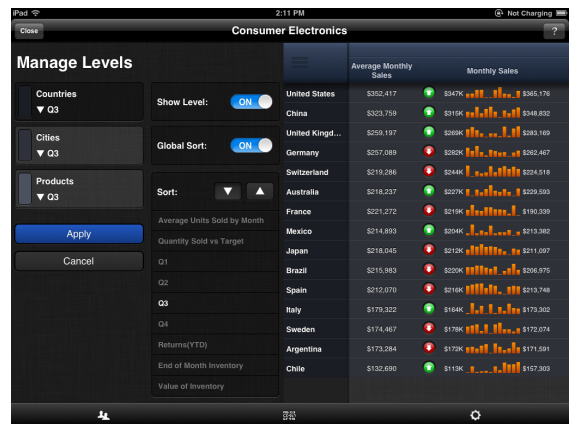 iPad 2:11 PM Not Charging
Close Consumer Electronics ?
Manage Levels
Countries
▼ Q3
Cities
▼ Q3
Products
▼ Q3
Apply
Cancel
Show Level: ON
Global Sort: ON
Sort: ▼ ▲
Average Units Sold by Month
Quantity Sold vs Target
Q1
Q2
Q3
Q4
Returns(YTD)
End of Month Inventory
Value of Inventory
Average Monthly Sales Monthly Sales
United States $352,417 $347K $365,176
China $323,759 $315K $348,832
United Kingd... $259,197 $269K $283,169
Germany $257,089 $282K $262,467
Switzerland $219,286 $244K $224,518
Australia $218,237 $227K $229,593
France $221,272 $219K $190,339
Mexico $214,893 $204K $213,382
Japan $218,045 $212K $211,097
Brazil $215,983 $220K $206,975
Spain $212,070 $216K $213,748
Italy $179,322 $164K $173,302
Sweden $174,467 $178K $172,074
Argentina $173,284 $172K $171,591
Chile $132,690 $113K $157,303